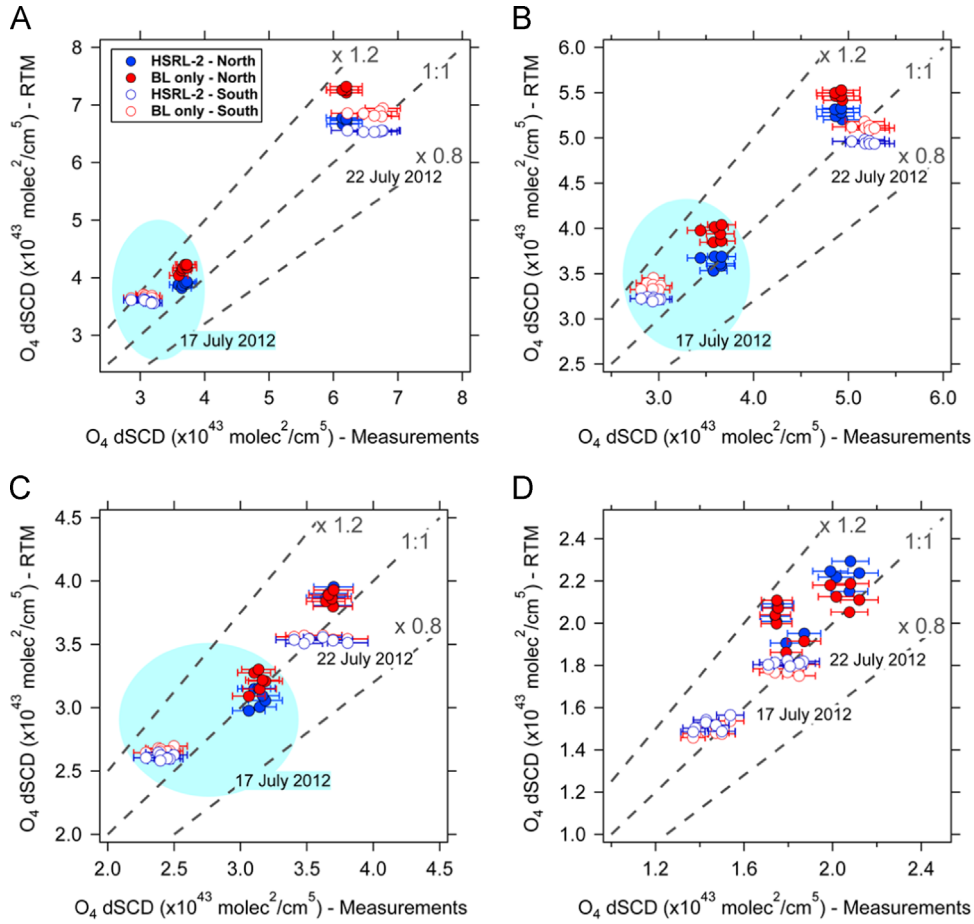 A
8
7
6
5
4
3
O4 dSCD (x10^43 molec^2/cm^5) - RTM
HSRL-2 - North
BL only - North
HSRL-2 - South
BL only - South
x 1.2
1:1
x 0.8
22 July 2012
17 July 2012
3 4 5 6 7 8
O4 dSCD (x10^43 molec^2/cm^5) - Measurements
B
6.0
5.5
5.0
4.5
4.0
3.5
3.0
2.5
O4 dSCD (x10^43 molec^2/cm^5) - RTM
x 1.2
1:1
x 0.8
22 July 2012
17 July 2012
3.0 4.0 5.0 6.0
O4 dSCD (x10^43 molec^2/cm^5) - Measurements
C
4.5
4.0
3.5
3.0
2.5
2.0
O4 dSCD (x10^43 molec^2/cm^5) - RTM
x 1.2
1:1
x 0.8
22 July 2012
17 July 2012
2.0 2.5 3.0 3.5 4.0 4.5
O4 dSCD (x10^43 molec^2/cm^5) - Measurements
D
2.4
2.2
2.0
1.8
1.6
1.4
1.2
1.0
O4 dSCD (x10^43 molec^2/cm^5) - RTM
x 1.2
1:1
x 0.8
22 July 2012
17 July 2012
1.2 1.6 2.0 2.4
O4 dSCD (x10^43 molec^2/cm^5) - Measurements